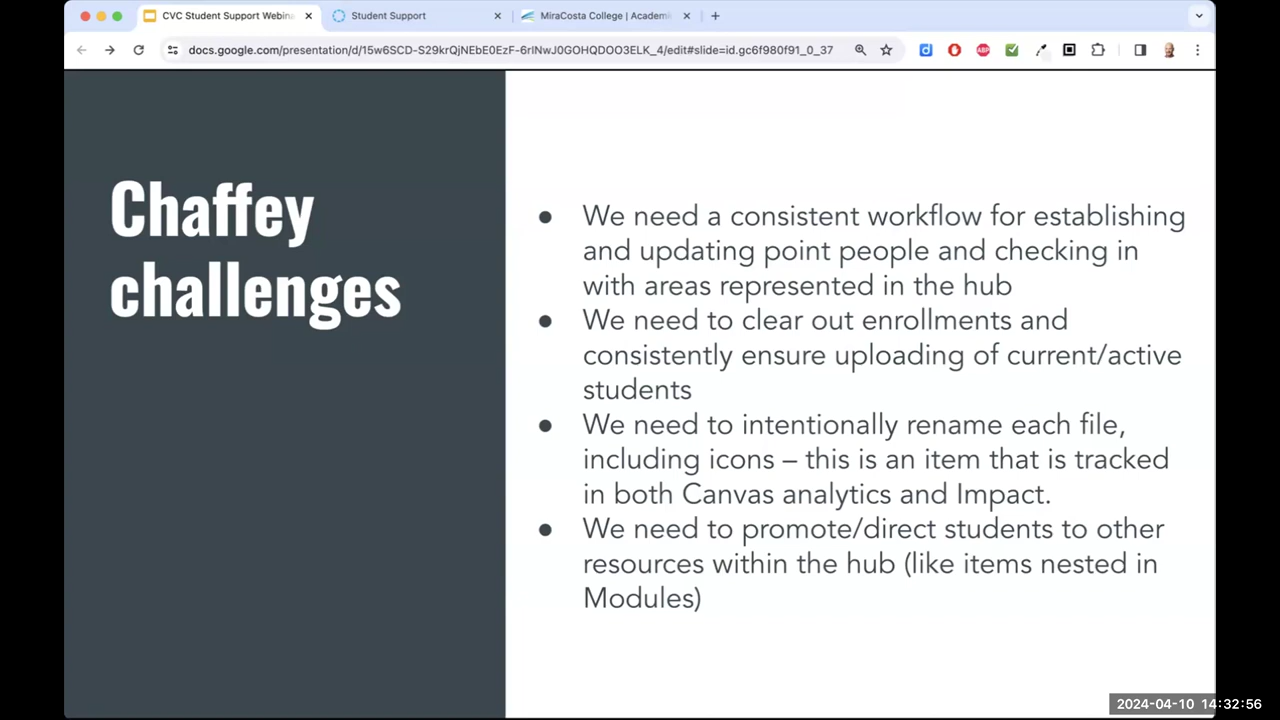 CVC Student Support Webina
Student Support
MiraCosta College | Academi
docs.google.com/presentation/d/15w6SCD-S29krQjNEbE0EzF-6rlNwJ0GOHQDOO3ELK_4/edit#slide=id.gc6f980f91_0_37
ABP
Chaffey
challenges
● We need a consistent workflow for establishing
and updating point people and checking in
with areas represented in the hub
● We need to clear out enrollments and
consistently ensure uploading of current/active
students
● We need to intentionally rename each file,
including icons – this is an item that is tracked
in both Canvas analytics and Impact.
● We need to promote/direct students to other
resources within the hub (like items nested in
Modules)
2024-04-10 14:32:56